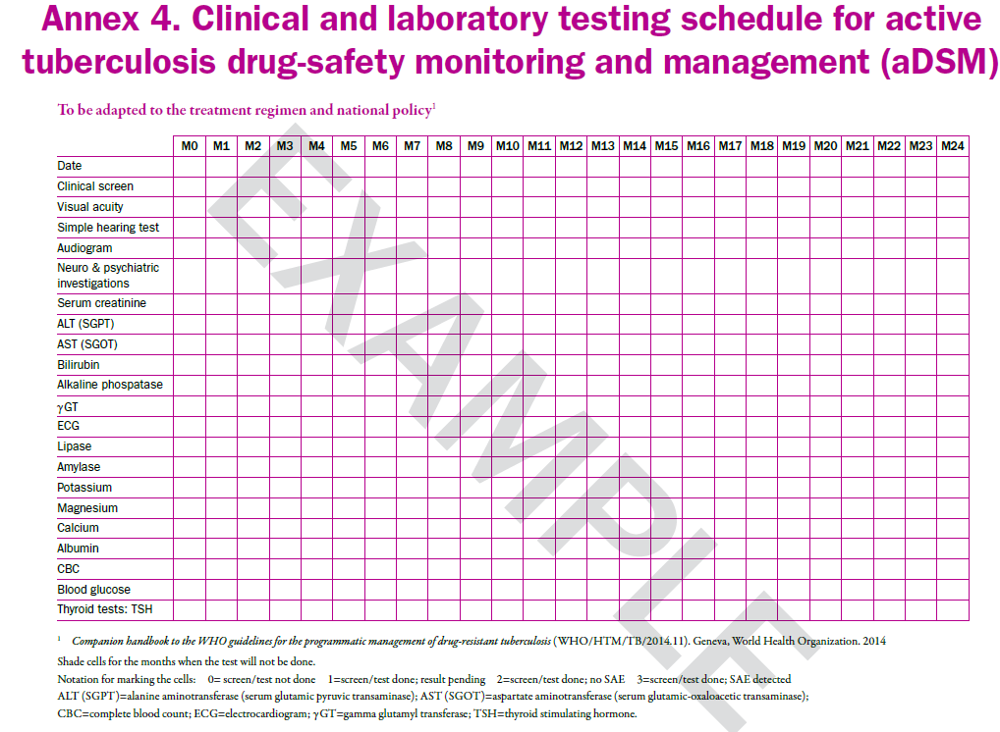 Annex 4. Clinical and laboratory testing schedule for active
tuberculosis drug-safety monitoring and management (aDSM)
To be adapted to the treatment regimen and national policy1
M0 M1 M2 M3 M4 M5 M6 M7 M8 M9 M10 M11 M12 M13 M14 M15 M16 M17 M18 M19 M20 M21 M22 M23 M24
Date
Clinical screen
Visual acuity
Simple hearing test
Audiogram
Neuro & psychiatric
investigations
Serum creatinine
ALT (SGPT)
AST (SGOT)
Bilirubin
Alkaline phospatase
γGT
ECG
Lipase
Amylase
Potassium
Magnesium
Calcium
Albumin
CBC
Blood glucose
Thyroid tests: TSH
EXAMPLE
1 Companion handbook to the WHO guidelines for the programmatic management of drug-resistant tuberculosis (WHO/HTM/TB/2014.11). Geneva, World Health Organization. 2014
Shade cells for the months when the test will not be done.
Notation for marking the cells: 0= screen/test not done 1=screen/test done; result pending 2=screen/test done; no SAE 3=screen/test done; SAE detected
ALT (SGPT)=alanine aminotransferase (serum glutamic pyruvic transaminase); AST (SGOT)=aspartate aminotransferase (serum glutamic-oxaloacetic transaminase);
CBC=complete blood count; ECG=electrocardiogram; γGT=gamma glutamyl transferase; TSH=thyroid stimulating hormone.